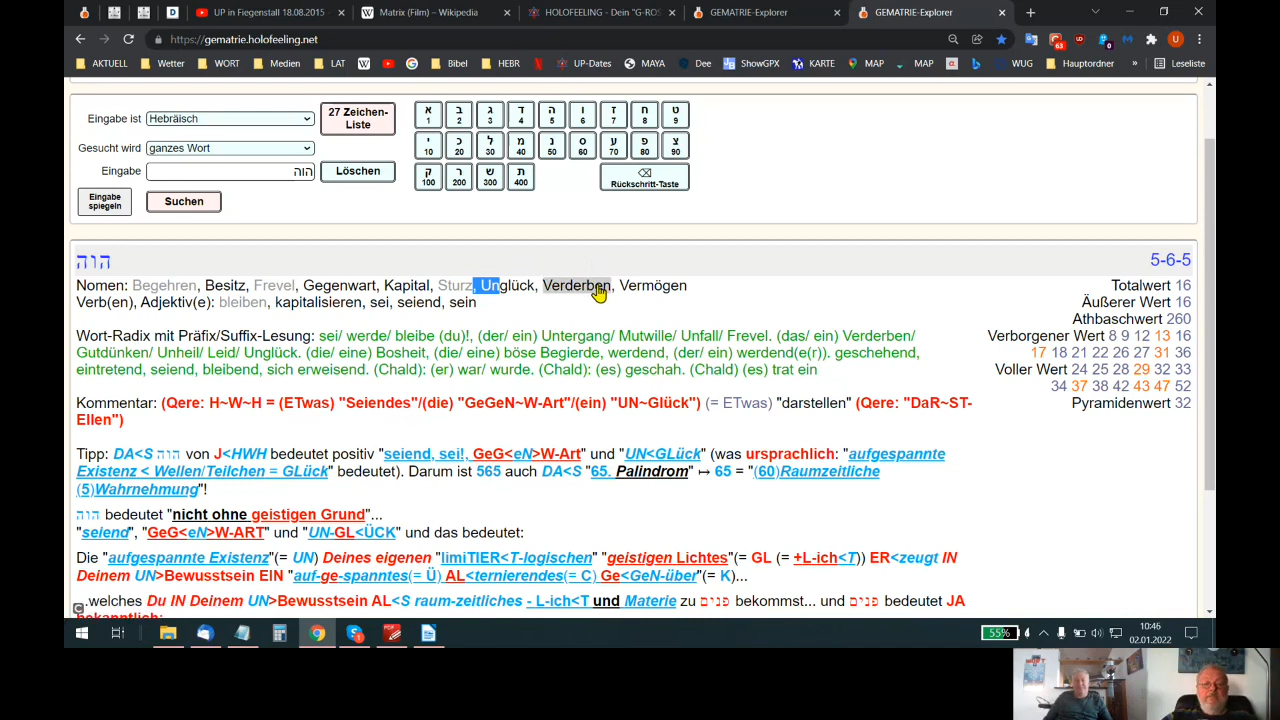 UP in Fiegenstall 18.08.2015 -
Matrix (Film) – Wikipedia
HOLOFEELING - Dein "G-ROS
GEMATRIE-Explorer
GEMATRIE-Explorer
https://gematrie.holofeeling.net
AKTUELL
Wetter
WORT
Medien
LAT
Bibel
HEBR
UP-Dates
MAYA
Dee
ShowGPX
KARTE
MAP
MAP
WUG
Hauptordner
»
Leseliste
Eingabe ist
Hebräisch
27 Zeichen-
Liste
Gesucht wird
ganzes Wort
Eingabe
הוה
Löschen
Eingabe
spiegeln
Suchen
א ב ג ד ה ו ז ח ט
1 2 3 4 5 6 7 8 9
י כ ל מ נ ס ע פ צ
10 20 30 40 50 60 70 80 90
ק ר ש ת
100 200 300 400
Rückschritt-Taste
הוה
5-6-5
Nomen: Begehren, Besitz, Frevel, Gegenwart, Kapital, Sturz, Unglück, Verderben, Vermögen
Verb(en), Adjektiv(e): bleiben, kapitalisieren, sei, seiend, sein
Totalwert 16
Äußerer Wert 16
Athbaschwert 260
Verborgener Wert 8 9 12 13 16
17 18 21 22 26 27 31 36
Voller Wert 24 25 28 29 32 33
34 37 38 42 43 47 52
Pyramidenwert 32
Wort-Radix mit Präfix/Suffix-Lesung: sei/ werde/ bleibe (du)!, (der/ ein) Untergang/ Mutwille/ Unfall/ Frevel. (das/ ein) Verderben/
Gutdünken/ Unheil/ Leid/ Unglück. (die/ eine) Bosheit, (die/ eine) böse Begierde, werdend, (der/ ein) werdend(e(r)). geschehend,
eintretend, seiend, bleibend, sich erweisend. (Chald): (er) war/ wurde. (Chald): (es) geschah. (Chald) (es) trat ein
Kommentar: (Qere: H~W~H = (ETwas) "Seiendes"/(die) "GeGeN~W-Art"/(ein) "UN~Glück") (= ETwas) "darstellen" (Qere: "DaR~ST-
Ellen")
Tipp: DA<S הוה von J<HWH bedeutet positiv "seiend, sei!, GeG<eN>W-Art" und "UN<GLück" (was ursprachlich: "aufgespannte
Existenz < Wellen/Teilchen = GLück" bedeutet). Darum ist 565 auch DA<S "65. Palindrom" ↦ 65 = "(60)Raumzeitliche
(5)Wahrnehmung"!
הוה bedeutet "nicht ohne geistigen Grund"...
"seiend", "GeG<eN>W-ART" und "UN-GL<ÜCK" und das bedeutet:
Die "aufgespannte Existenz"(= UN) Deines eigenen "limiTIER<T-logischen" "geistigen Lichtes"(= GL (= +L-ich<T)) ER<zeugt IN
Deinem UN>Bewusstsein EIN "auf-ge-spanntes(= Ü) AL<ternierendes(= C) Ge<GeN-über"(= K)...
..welches Du IN Deinem UN>Bewusstsein AL<S raum-zeitliches - L-ich<T und Materie zu פנים bekommst... und פנים bedeutet JA
bekanntlich:
55%
10:46
02.01.2022